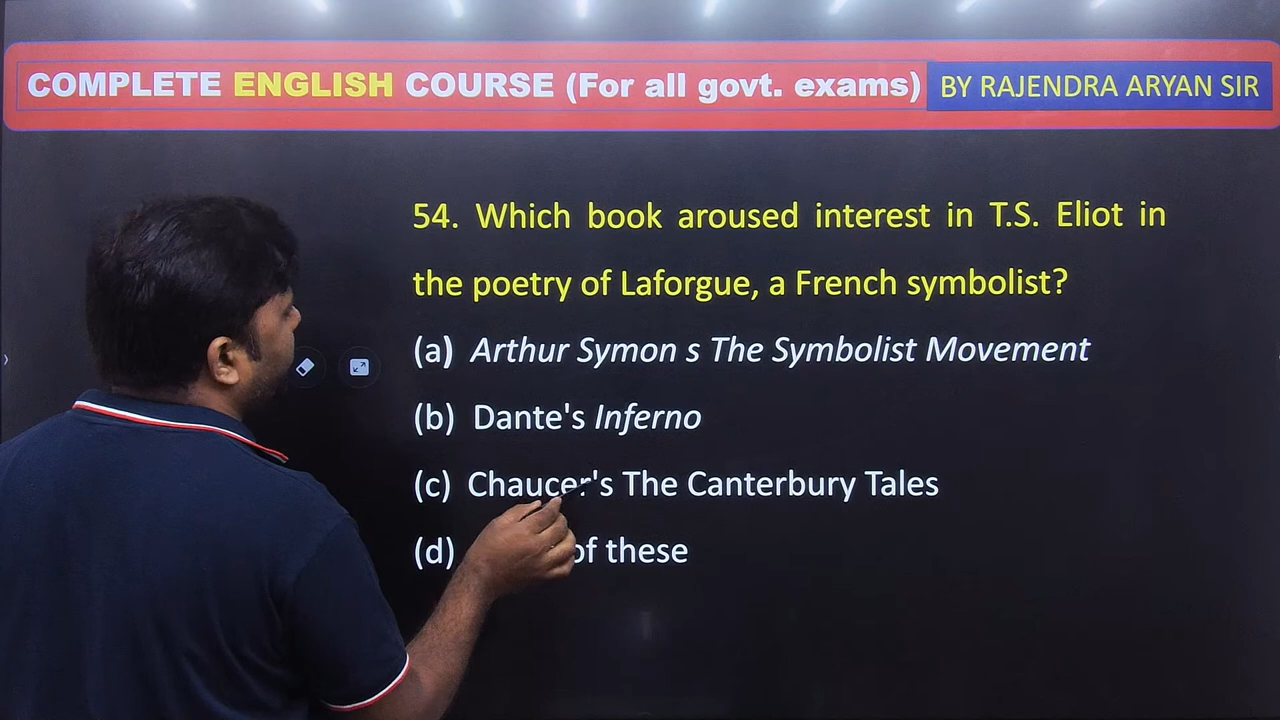 COMPLETE ENGLISH COURSE (For all govt. exams) BY RAJENDRA ARYAN SIR
54. Which book aroused interest in T.S. Eliot in
the poetry of Laforgue, a French symbolist?
(a) Arthur Symon s The Symbolist Movement
(b) Dante's Inferno
(c) Chaucer's The Canterbury Tales
(d) of these